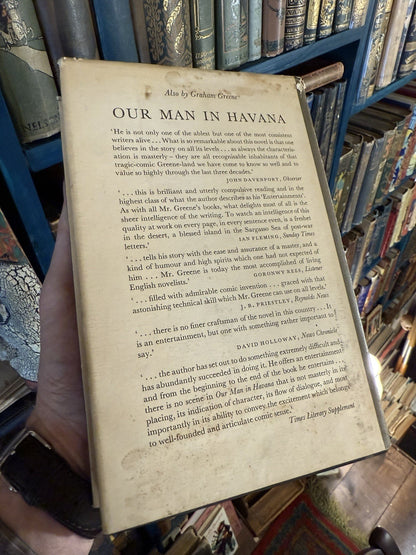 Also by Graham Greene
OUR MAN IN HAVANA
'He is not only one of the ablest but one of the most consistent
writers alive . . . What is so remarkable about this novel is that one
believes in the story on all its levels . . . as always the characteris-
ation is masterly – they are all recognisable inhabitants of that
tragic-comic Greene-land we have come to know so well and to
value so highly through the last three decades.'
JOHN DAVENPORT, Observer
' . . . this is brilliant and utterly compulsive reading and in the
highest class of what the author describes as his 'Entertainments'.
As with all Mr. Greene's books, what delights most of all is the
sheer intelligence of the writing. To watch an intelligence of this
quality at work on every page, in every sentence even, is a fresher
in the desert, a blessed island in the Sargasso Sea of post-war
letters.'
IAN FLEMING, Sunday Times
' . . . tells his story with the ease and assurance of a master, and a
kind of humour and high spirits which one had not expected of
him . . . Mr. Greene is today the most accomplished of living
English novelists.'
GORONWY REES, Listener
' . . . filled with admirable comic invention . . . graced with that
astonishing technical skill which Mr. Greene can use on all levels.'
J. B. PRIESTLEY, Reynolds News
' . . . there is no finer craftsman of the novel in this country . . . It
is an entertainment, but one with something rather important to
say.'
DAVID HOLLOWAY, News Chronicle
' . . . the author has set out to do something extremely difficult and
has abundantly succeeded in doing it. He offers an entertainment
and from the beginning to the end of the book he entertains . . .
there is no scene in Our Man in Havana that is not masterly in its
placing, its indication of character, its flow of dialogue, and most
importantly in its ability to convey the excitement which belongs
to well-founded and articulate comic sense.'
Times Literary Supplement
NELS